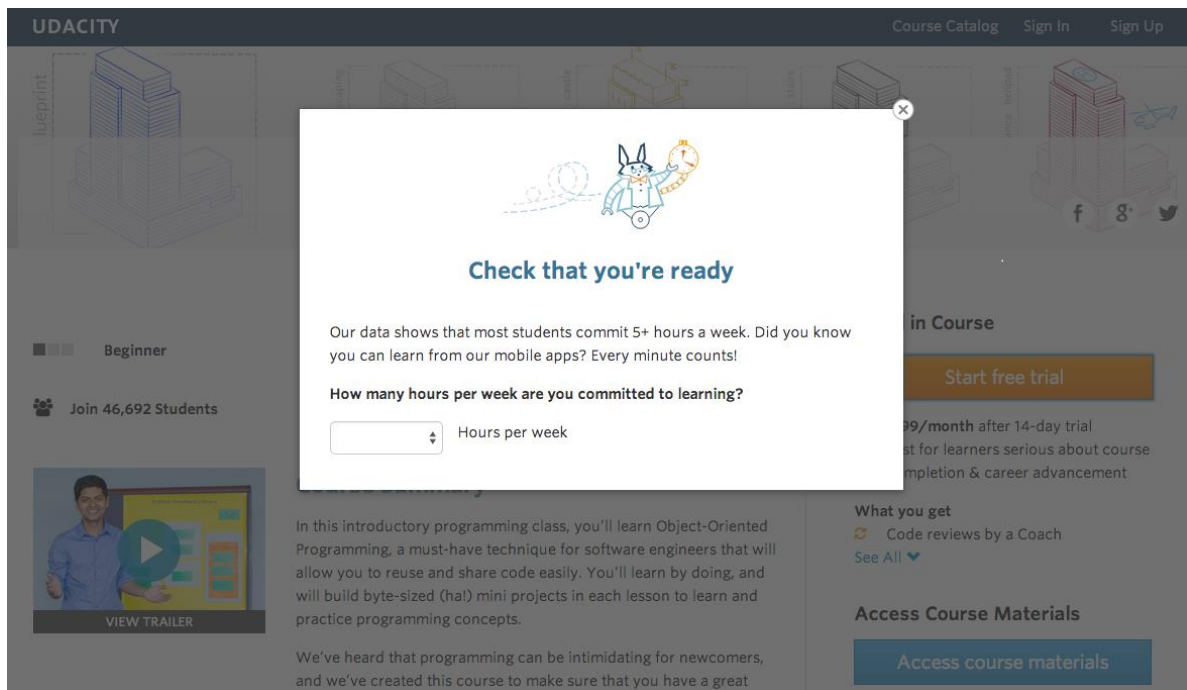 UDACITY
Course Catalog Sign In Sign Up
blueprint
castle
stairs
helipad
f 8+
Check that you're ready
Our data shows that most students commit 5+ hours a week. Did you know
you can learn from our mobile apps? Every minute counts!
How many hours per week are you committed to learning?
Hours per week
Beginner
Join 46,692 Students
VIEW TRAILER
in Course
Start free trial
99/month after 14-day trial
for learners serious about course
& career advancement
What you get
Code reviews by a Coach
See All
Access Course Materials
Access course materials
In this introductory programming class, you'll learn Object-Oriented
Programming, a must-have technique for software engineers that will
allow you to reuse and share code easily. You'll learn by doing, and
will build byte-sized (ha!) mini projects in each lesson to learn and
practice programming concepts.
We've heard that programming can be intimidating for newcomers,
and we've created this course to make sure that you have a great